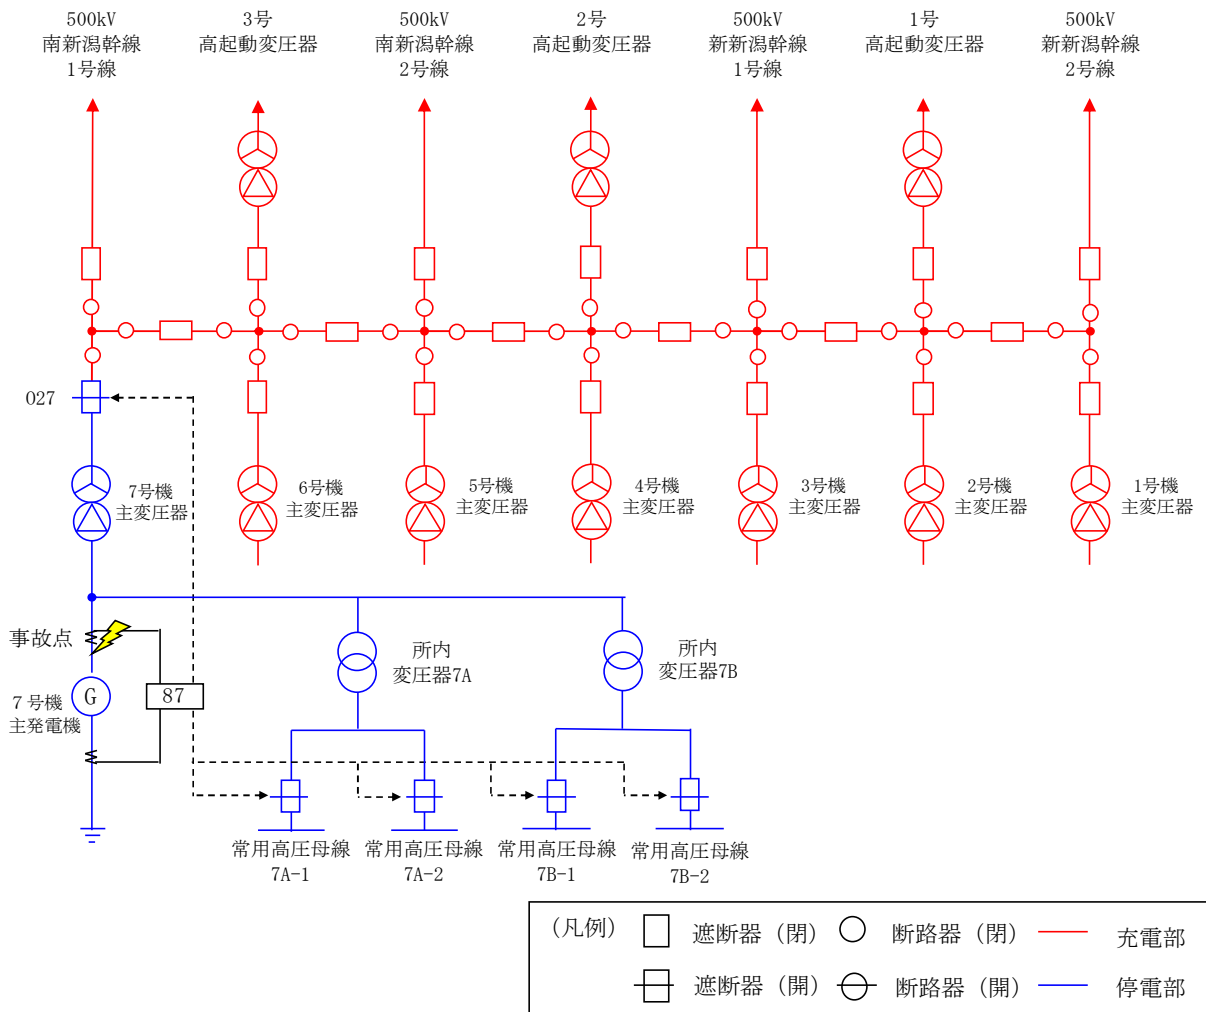 500kV
南新潟幹線
1号線
3号
高起動変圧器
500kV
南新潟幹線
2号線
2号
高起動変圧器
500kV
新新潟幹線
1号線
1号
高起動変圧器
500kV
新新潟幹線
2号線
027
7号機
主変圧器
6号機
主変圧器
5号機
主変圧器
4号機
主変圧器
3号機
主変圧器
2号機
主変圧器
1号機
主変圧器
事故点
87
G
7号機
主発電機
所内
変圧器7A
所内
変圧器7B
常用高圧母線
7A-1
常用高圧母線
7A-2
常用高圧母線
7B-1
常用高圧母線
7B-2
(凡例)
遮断器(閉)
断路器(閉)
充電部
遮断器(開)
断路器(開)
停電部